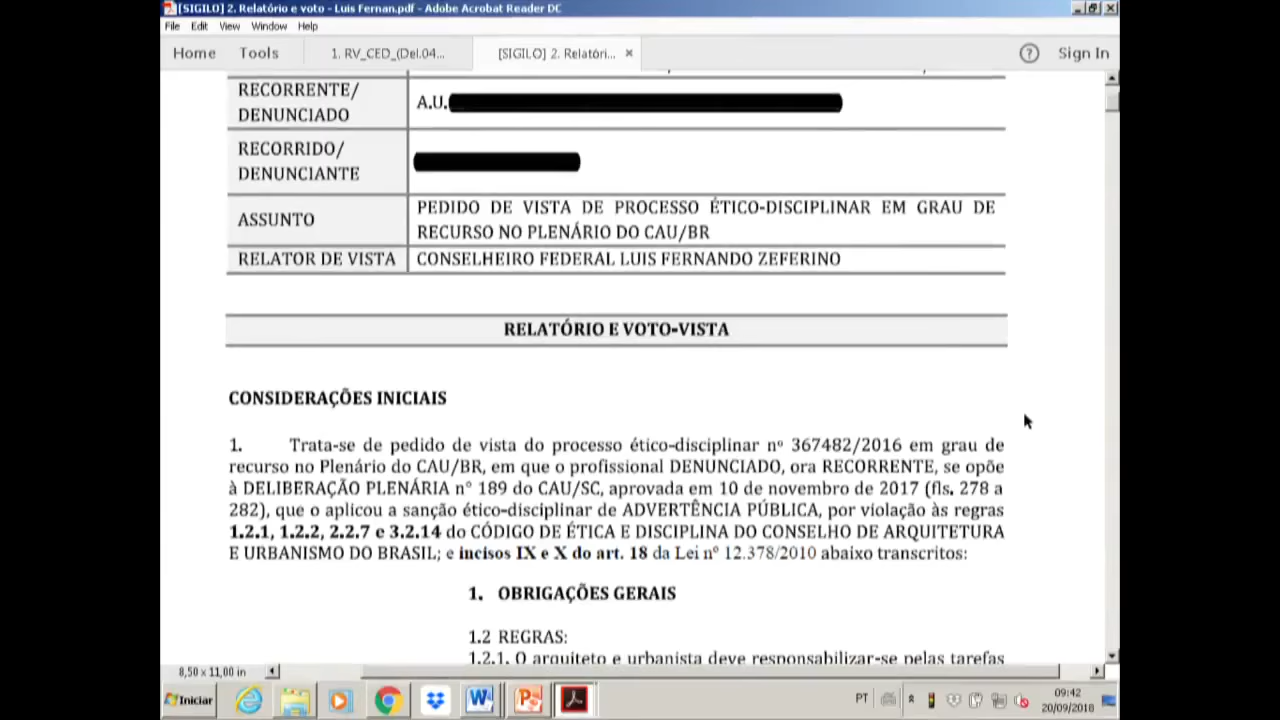 [SIGILO] 2. Relatório e voto - Luis Fernan.pdf - Adobe Acrobat Reader DC
File Edit View Window Help
Home Tools 1. RV_CED_(Del.04... [SIGILO] 2. Relatóri... × ? Sign In
RECORRENTE/
DENUNCIADO
A.U.
RECORRIDO/
DENUNCIANTE
ASSUNTO
PEDIDO DE VISTA DE PROCESSO ÉTICO-DISCIPLINAR EM GRAU DE
RECURSO NO PLENÁRIO DO CAU/BR
RELATOR DE VISTA CONSELHEIRO FEDERAL LUIS FERNANDO ZEFERINO
RELATÓRIO E VOTO-VISTA
CONSIDERAÇÕES INICIAIS
1. Trata-se de pedido de vista do processo ético-disciplinar nº 367482/2016 em grau de
recurso no Plenário do CAU/BR, em que o profissional DENUNCIADO, ora RECORRENTE, se opõe
à DELIBERAÇÃO PLENÁRIA n° 189 do CAU/SC, aprovada em 10 de novembro de 2017 (fls. 278 a
282), que o aplicou a sanção ético-disciplinar de ADVERTÊNCIA PÚBLICA, por violação às regras
1.2.1, 1.2.2, 2.2.7 e 3.2.14 do CÓDIGO DE ÉTICA E DISCIPLINA DO CONSELHO DE ARQUITETURA
E URBANISMO DO BRASIL; e incisos IX e X do art. 18 da Lei nº 12.378/2010 abaixo transcritos:
1. OBRIGAÇÕES GERAIS
1.2 REGRAS:
1.2.1. O arquiteto e urbanista deve responsabilizar-se pelas tarefas
8,50 x 11,00 in
Iniciar PT 09:42
20/09/2018